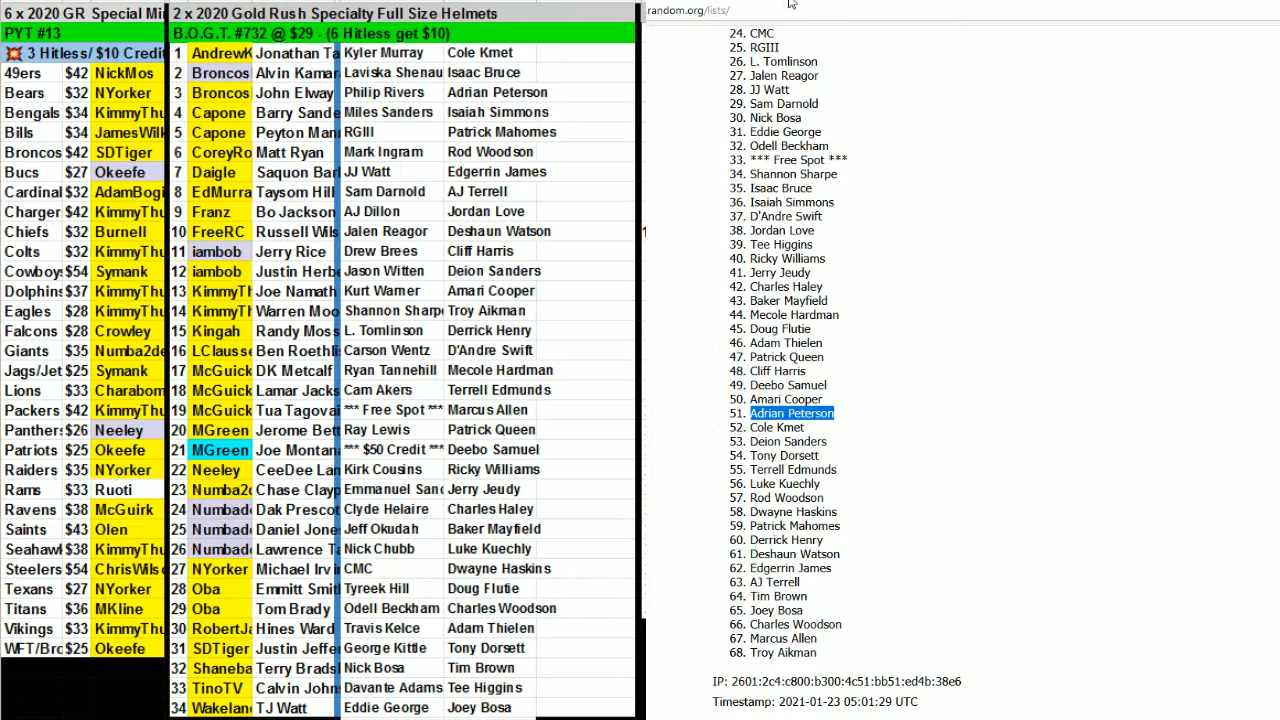 6 x 2020 GR Special Mi
PYT #13
💥 3 Hitless/ $10 Credit
49ers $42 NickMos
Bears $32 NYorker
Bengals $34 KimmyThu
Bills $34 JamesWilk
Broncos $42 SDTiger
Bucs $27 Okeefe
Cardinal $32 AdamBogi
Charger $42 KimmyThu
Chiefs $32 Burnell
Colts $32 KimmyThu
Cowboys $54 Symank
Dolphins $37 KimmyThu
Eagles $28 KimmyThu
Falcons $28 Crowley
Giants $35 Numba2de
Jags/Jet $25 Symank
Lions $33 Charabom
Packers $42 KimmyThu
Panthers $26 Neeley
Patriots $25 Okeefe
Raiders $35 NYorker
Rams $33 Ruoti
Ravens $38 McGuirk
Saints $43 Olen
Seahawk $38 KimmyThu
Steelers $54 ChrisWils
Texans $27 NYorker
Titans $36 MKline
Vikings $33 KimmyThu
WFT/Bro $25 Okeefe
2 x 2020 Gold Rush Specialty Full Size Helmets
B.O.G.T. #732 @ $29 - (6 Hitless get $10)
1 AndrewK Jonathan Ta Kyler Murray Cole Kmet
2 Broncos Alvin Kamar Laviska Shenau Isaac Bruce
3 Broncos John Elway Philip Rivers Adrian Peterson
4 Capone Barry Sande Miles Sanders Isaiah Simmons
5 Capone Peyton Man RGIII Patrick Mahomes
6 CoreyRo Matt Ryan Mark Ingram Rod Woodson
7 Daigle Saquon Bar JJ Watt Edgerrin James
8 EdMurra Taysom Hill Sam Darnold AJ Terrell
9 Franz Bo Jackson AJ Dillon Jordan Love
10 FreeRC Russell Wils Jalen Reagor Deshaun Watson
11 iambob Jerry Rice Drew Brees Cliff Harris
12 iambob Justin Herbe Jason Witten Deion Sanders
13 KimmyTh Joe Namath Kurt Warner Amari Cooper
14 KimmyTh Warren Moo Shannon Sharpe Troy Aikman
15 Kingah Randy Moss L. Tomlinson Derrick Henry
16 LClausse Ben Roethlis Carson Wentz D'Andre Swift
17 McGuick DK Metcalf Ryan Tannehill Mecole Hardman
18 McGuick Lamar Jacks Cam Akers Terrell Edmunds
19 McGuick Tua Tagovai *** Free Spot *** Marcus Allen
20 MGreen Jerome Bett Ray Lewis Patrick Queen
21 MGreen Joe Montan *** $50 Credit *** Deebo Samuel
22 Neeley CeeDee Lam Kirk Cousins Ricky Williams
23 Numba2d Chase Clayp Emmanuel Sand Jerry Jeudy
24 Numbad Dak Prescot Clyde Helaire Charles Haley
25 Numbad Daniel Jone Jeff Okudah Baker Mayfield
26 Numbad Lawrence Ta Nick Chubb Luke Kuechly
27 NYorker Michael Irvi CMC Dwayne Haskins
28 Oba Emmitt Smit Tyreek Hill Doug Flutie
29 Oba Tom Brady Odell Beckham Charles Woodson
30 RobertJa Hines Ward Travis Kelce Adam Thielen
31 SDTiger Justin Jeffer George Kittle Tony Dorsett
32 Shaneba Terry Brads Nick Bosa Tim Brown
33 TinoTV Calvin John Davante Adams Tee Higgins
34 Wakelan TJ Watt Eddie George Joey Bosa
.random.org/lists/
24. CMC
25. RGIII
26. L. Tomlinson
27. Jalen Reagor
28. JJ Watt
29. Sam Darnold
30. Nick Bosa
31. Eddie George
32. Odell Beckham
33. *** Free Spot ***
34. Shannon Sharpe
35. Isaac Bruce
36. Isaiah Simmons
37. D'Andre Swift
38. Jordan Love
39. Tee Higgins
40. Ricky Williams
41. Jerry Jeudy
42. Charles Haley
43. Baker Mayfield
44. Mecole Hardman
45. Doug Flutie
46. Adam Thielen
47. Patrick Queen
48. Cliff Harris
49. Deebo Samuel
50. Amari Cooper
51. Adrian Peterson
52. Cole Kmet
53. Deion Sanders
54. Tony Dorsett
55. Terrell Edmunds
56. Luke Kuechly
57. Rod Woodson
58. Dwayne Haskins
59. Patrick Mahomes
60. Derrick Henry
61. Deshaun Watson
62. Edgerrin James
63. AJ Terrell
64. Tim Brown
65. Joey Bosa
66. Charles Woodson
67. Marcus Allen
68. Troy Aikman
IP: 2601:2c4:c800:b300:4c51:bb51:ed4b:38e6
Timestamp: 2021-01-23 05:01:29 UTC